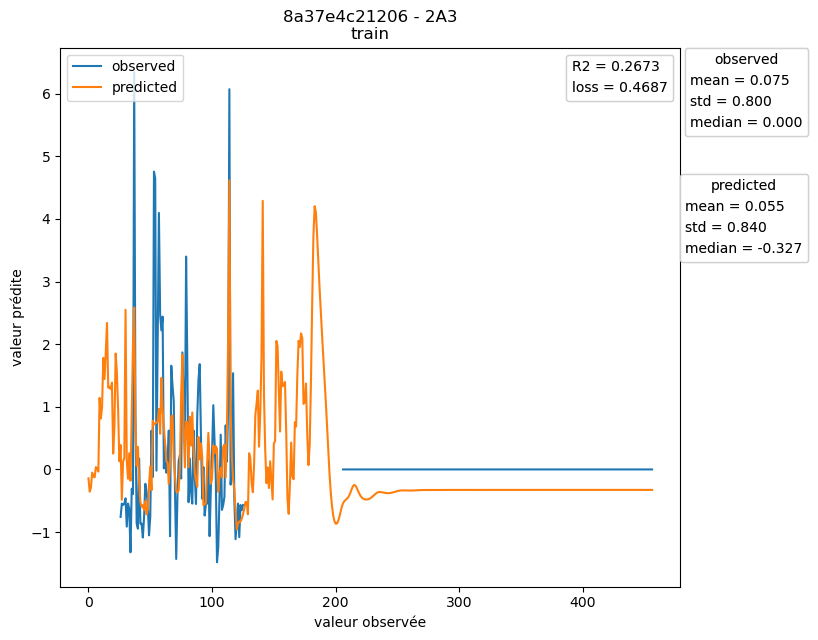 8a37e4c21206 - 2A3
train
observed
predicted
R2 = 0.2673
loss = 0.4687
observed
mean = 0.075
std = 0.800
median = 0.000
predicted
mean = 0.055
std = 0.840
median = -0.327
valeur prédite
6
5
4
3
2
1
0
−1
0
100
200
300
400
valeur observée